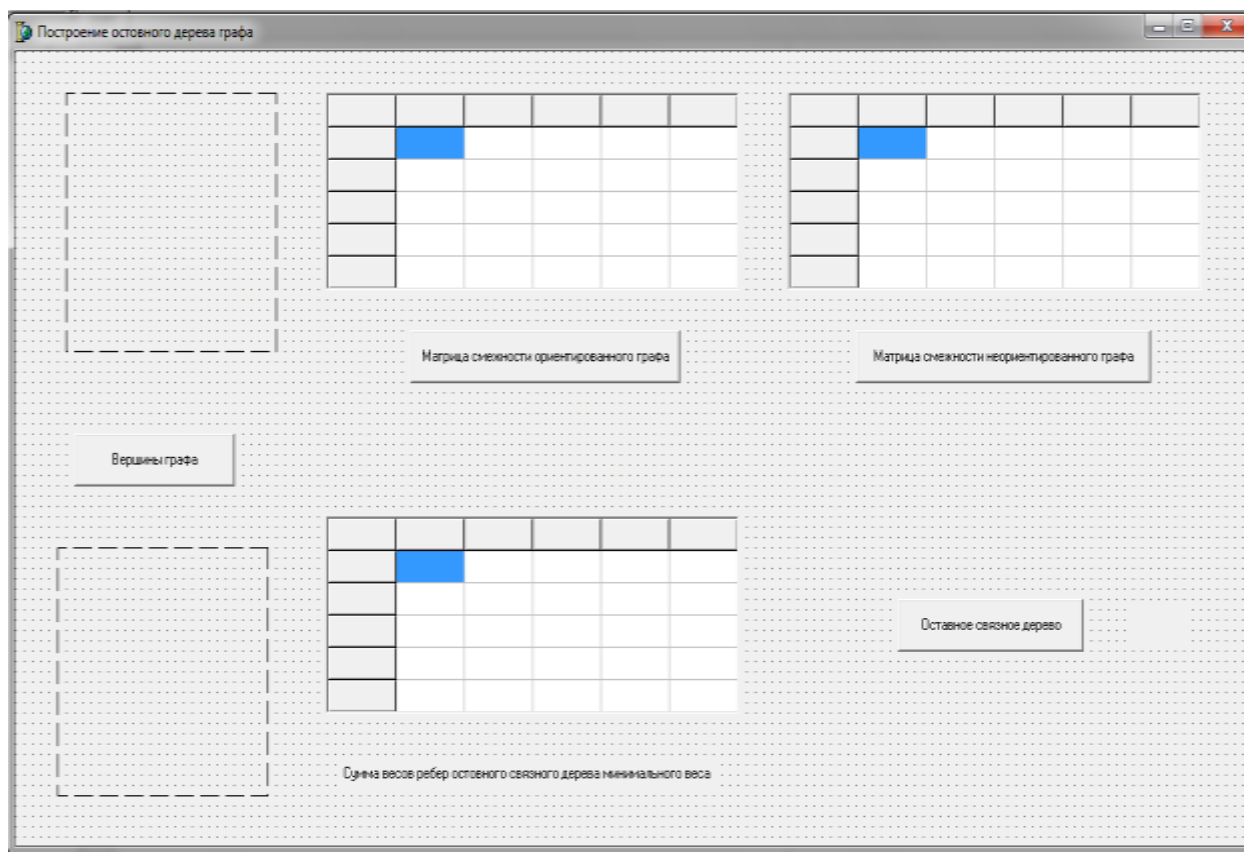 Построение остовного дерева графа
Матрица смежности ориентированного графа
Матрица смежности неориентированного графа
Вершины графа
Оставное связное дерево
Сумма весов ребер остовного связного дерева минимального веса